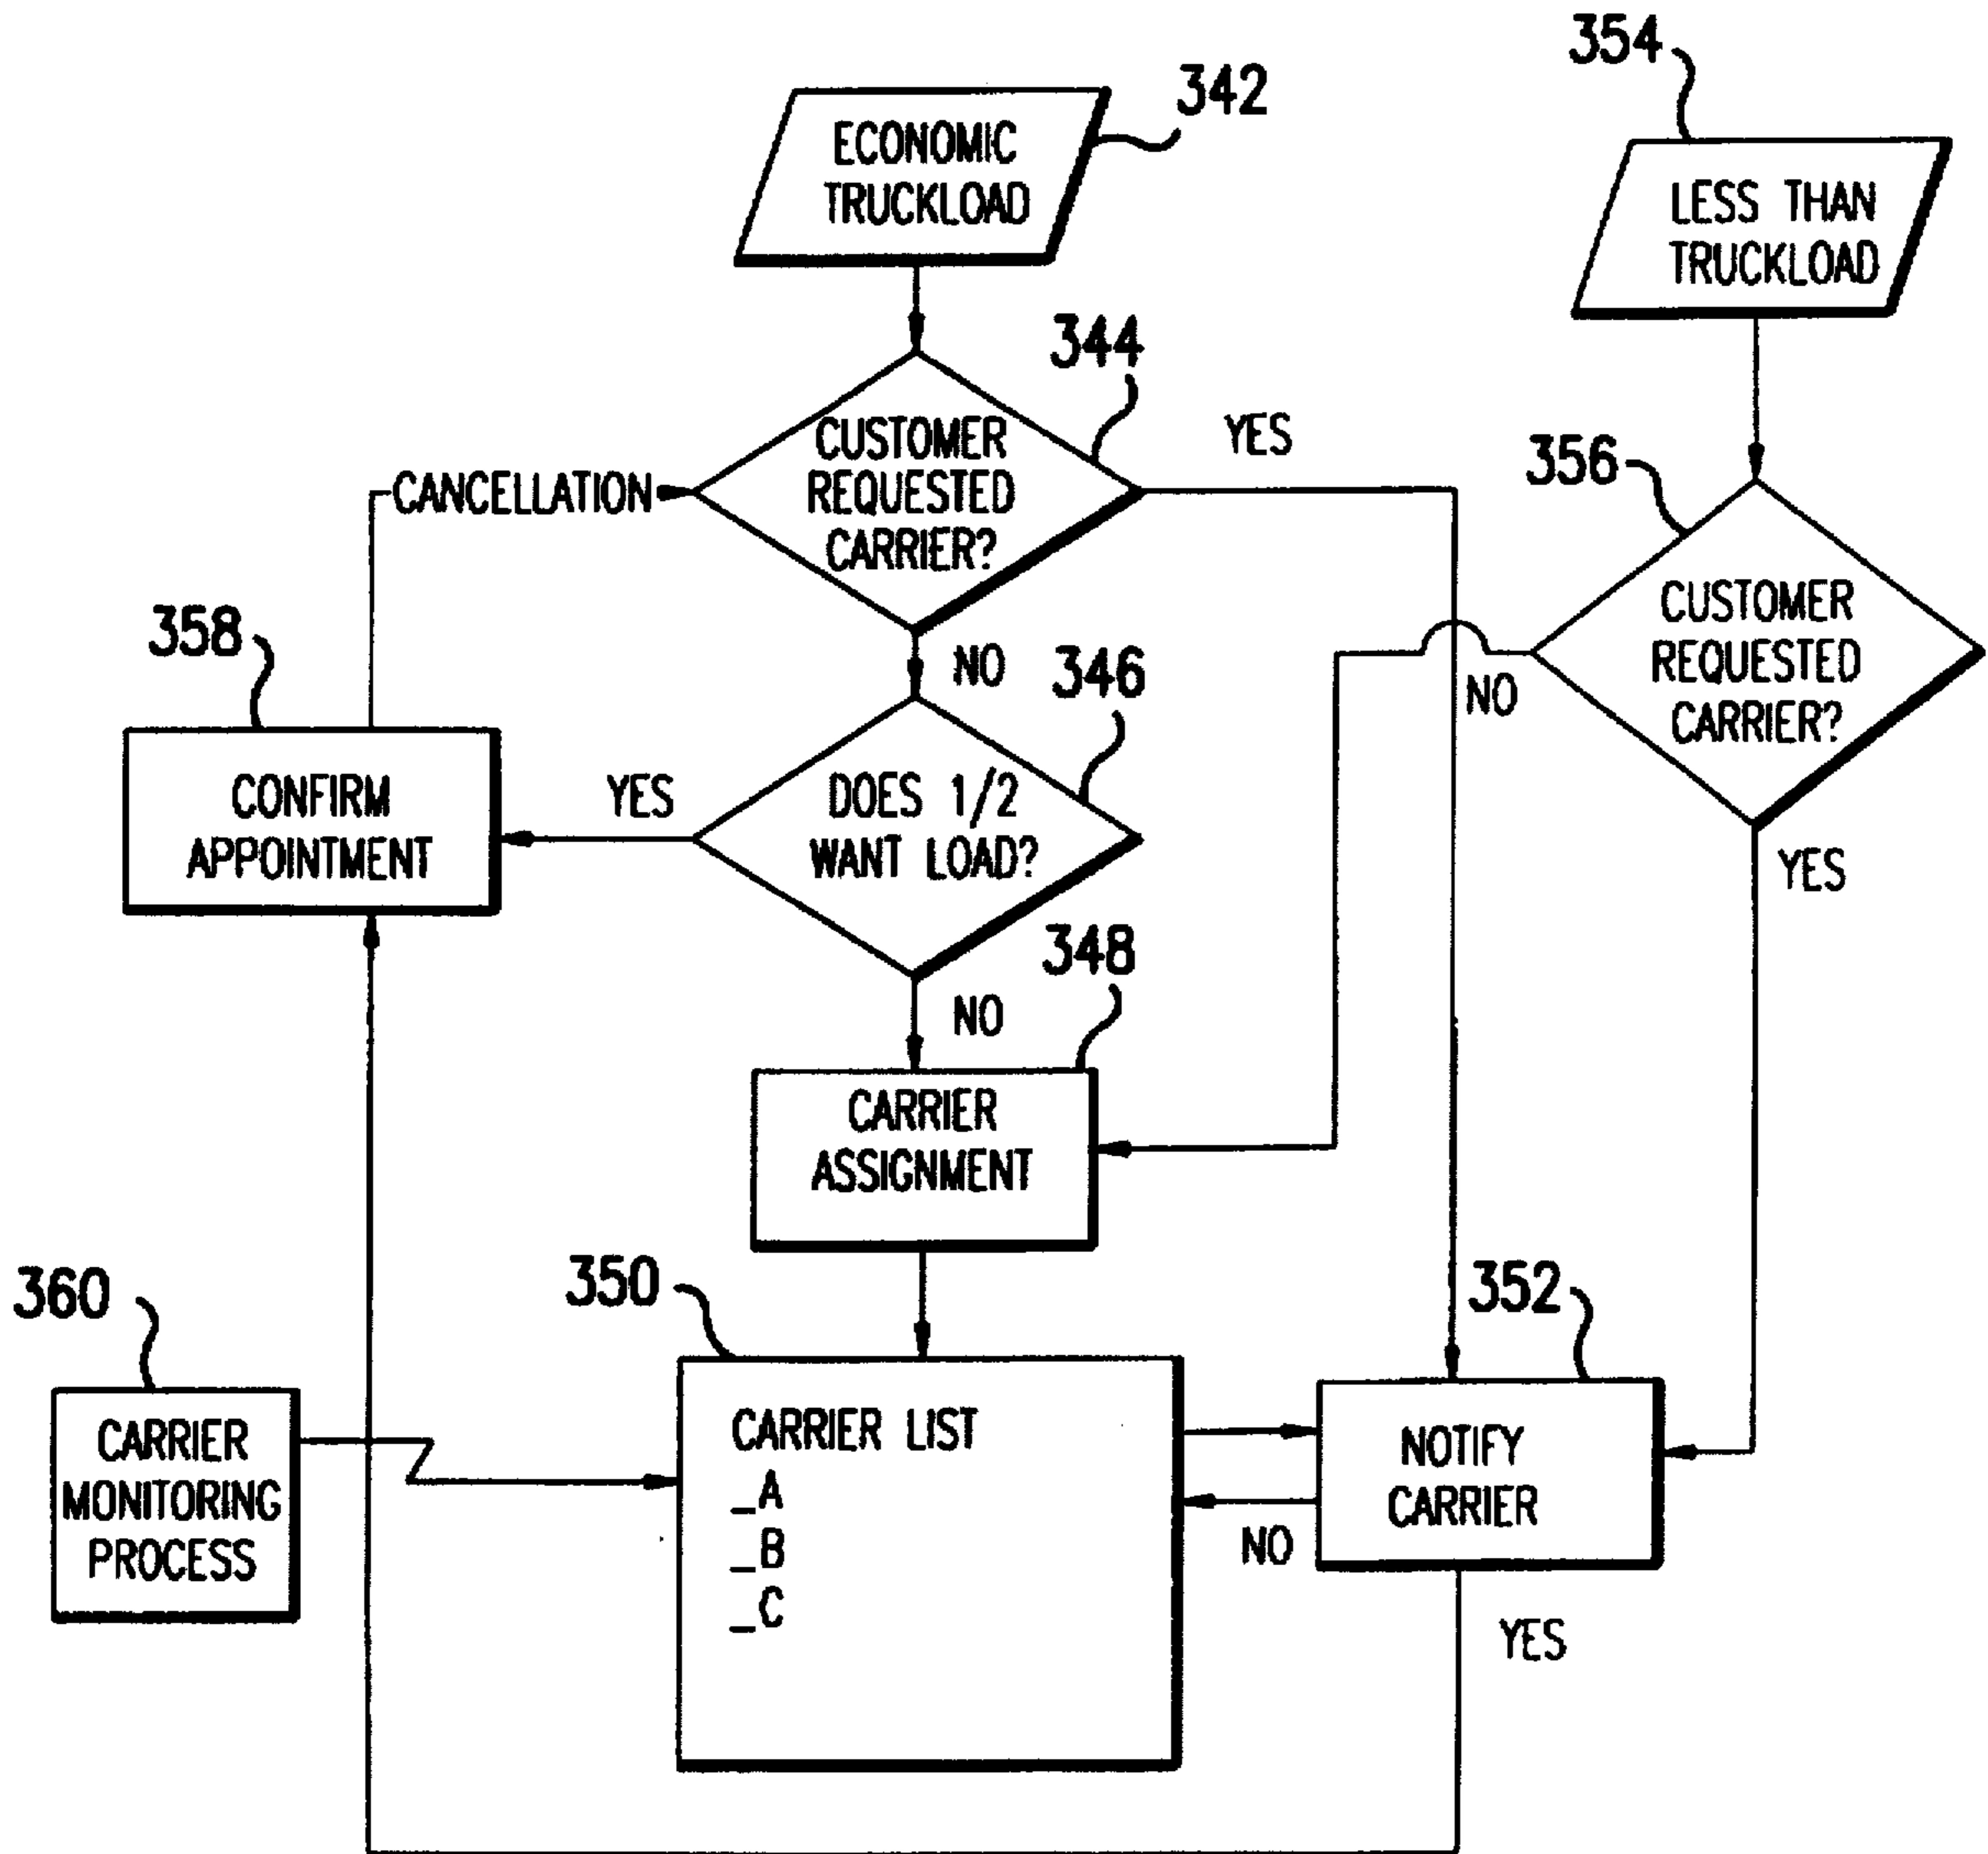 354
342
ECONOMIC
TRUCKLOAD
LESS THAN
TRUCKLOAD
344
CUSTOMER
REQUESTED
CARRIER?
YES
CANCELLATION
356
CUSTOMER
REQUESTED
CARRIER?
NO
YES
358
CONFIRM
APPOINTMENT
NO
346
DOES 1/2
WANT LOAD?
YES
NO
348
CARRIER
ASSIGNMENT
360
CARRIER
MONITORING
PROCESS
350
CARRIER LIST
_A
_B
_C
352
NOTIFY
CARRIER
NO
YES